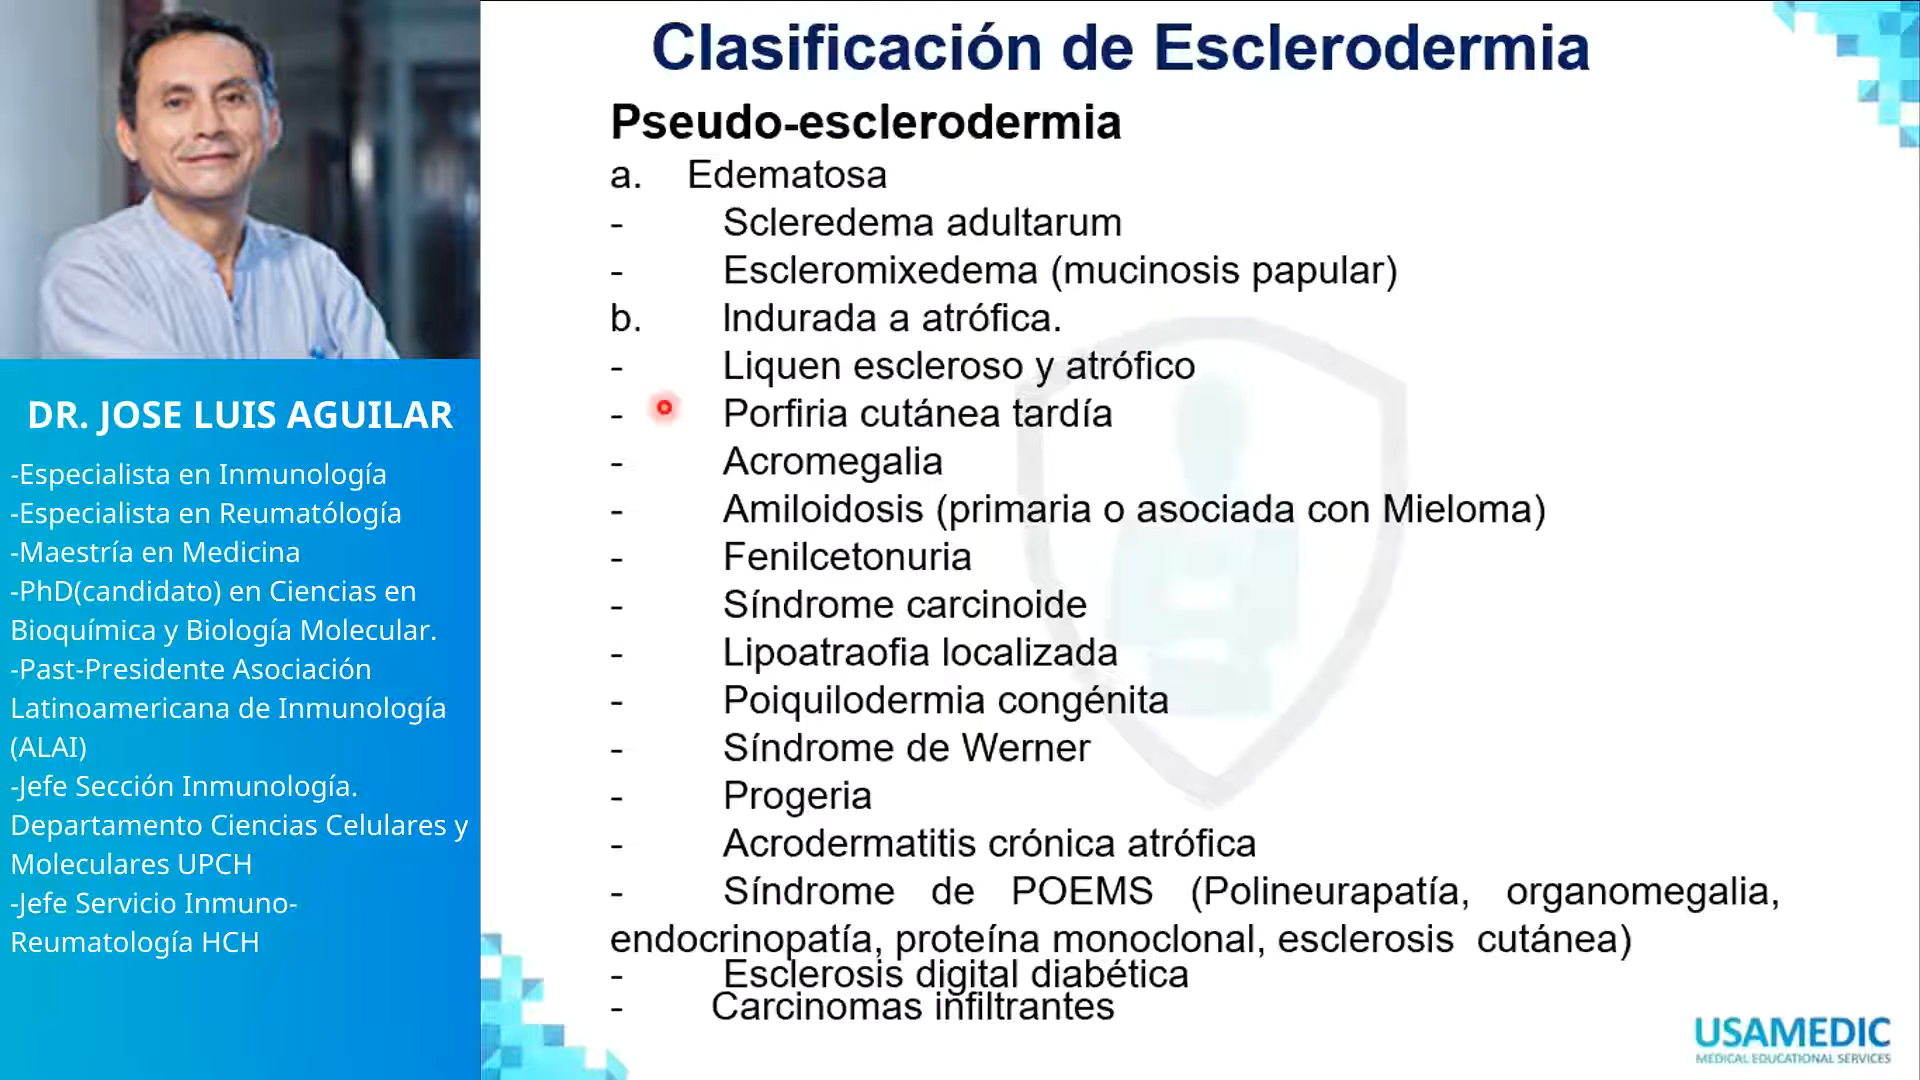 DR. JOSE LUIS AGUILAR
-Especialista en Inmunología
-Especialista en Reumatólogía
-Maestría en Medicina
-PhD(candidato) en Ciencias en
Bioquímica y Biología Molecular.
-Past-Presidente Asociación
Latinoamericana de Inmunología
(ALAI)
-Jefe Sección Inmunología.
Departamento Ciencias Celulares y
Moleculares UPCH
-Jefe Servicio Inmuno-
Reumatología HCH
Clasificación de Esclerodermia
Pseudo-esclerodermia
a. Edematosa
- Scleredema adultarum
- Escleromixedema (mucinosis papular)
b. Indurada a atrófica.
- Liquen escleroso y atrófico
- Porfiria cutánea tardía
- Acromegalia
- Amiloidosis (primaria o asociada con Mieloma)
- Fenilcetonuria
- Síndrome carcinoide
- Lipoatraofia localizada
- Poiquilodermia congénita
- Síndrome de Werner
- Progeria
- Acrodermatitis crónica atrófica
- Síndrome de POEMS (Polineurapatía, organomegalia,
endocrinopatía, proteína monoclonal, esclerosis cutánea)
- Esclerosis digital diabética
- Carcinomas infiltrantes
USAMEDIC
MEDICAL EDUCATIONAL SERVICES